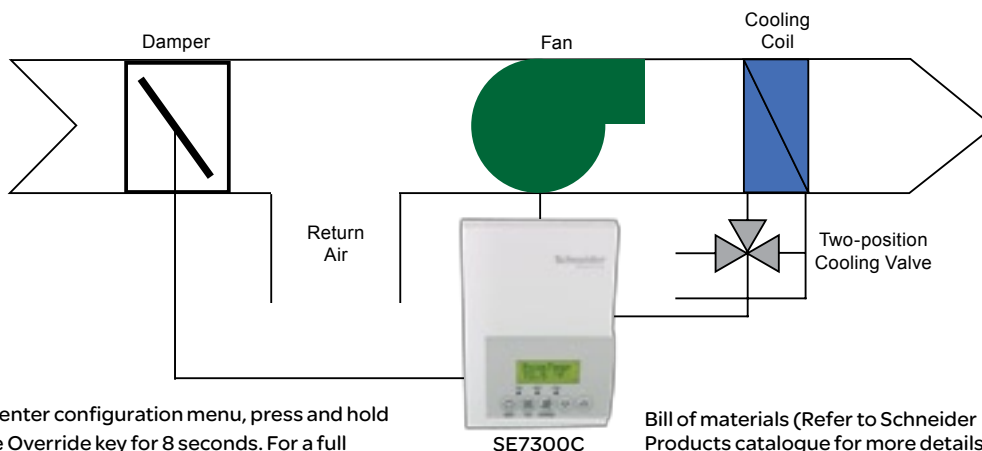 Damper
Fan
Cooling
Coil
Return
Air
Two-position
Cooling Valve
Schneider
enter configuration menu, press and hold
e Override key for 8 seconds. For a full
SE7300C
Bill of materials (Refer to Schneider
Products catalogue for more details